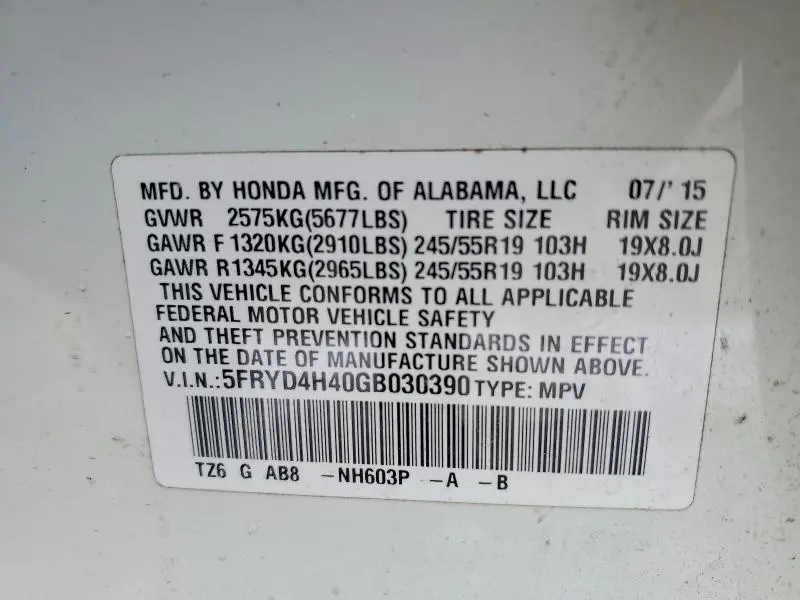 MFD. BY HONDA MFG. OF ALABAMA, LLC 07/' 15
GVWR 2575KG(5677LBS) TIRE SIZE RIM SIZE
GAWR F 1320KG(2910LBS) 245/55R19 103H 19X8.0J
GAWR R1345KG(2965LBS) 245/55R19 103H 19X8.0J
THIS VEHICLE CONFORMS TO ALL APPLICABLE
FEDERAL MOTOR VEHICLE SAFETY
AND THEFT PREVENTION STANDARDS IN EFFECT
ON THE DATE OF MANUFACTURE SHOWN ABOVE.
V.I.N.:5FRYD4H40GB030390 TYPE: MPV
TZ6 G AB8 -NH603P -A -B